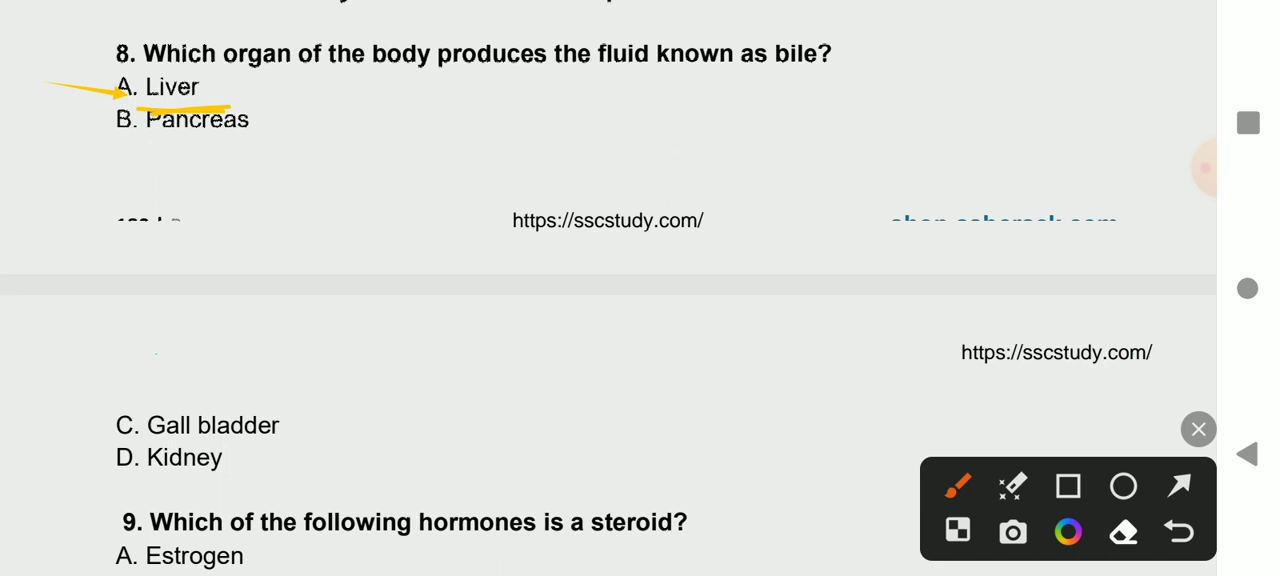 8. Which organ of the body produces the fluid known as bile?
A. Liver
B. Pancreas
https://sscstudy.com/
https://sscstudy.com/
C. Gall bladder
D. Kidney
9. Which of the following hormones is a steroid?
A. Estrogen